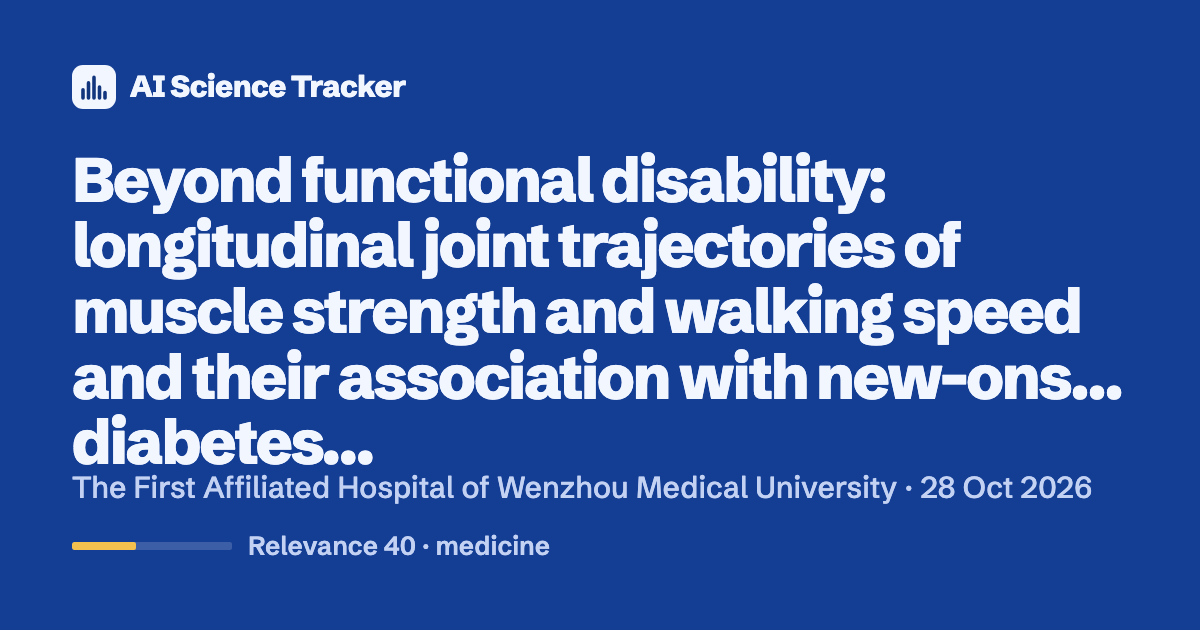 AI Science Tracker
Beyond functional disability:
longitudinal joint trajectories of
muscle strength and walking speed
and their association with new-ons...
diabetes...
The First Affiliated Hospital of Wenzhou Medical University · 28 Oct 2026
Relevance 40 · medicine